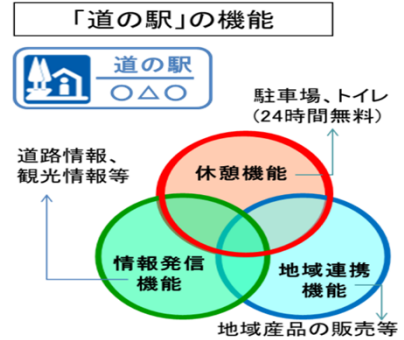 「道の駅」の機能
道の駅
○△○
駐車場、トイレ
(24時間無料)
道路情報、
観光情報等
休憩機能
情報発信
機能
地域連携
機能
地域産品の販売等